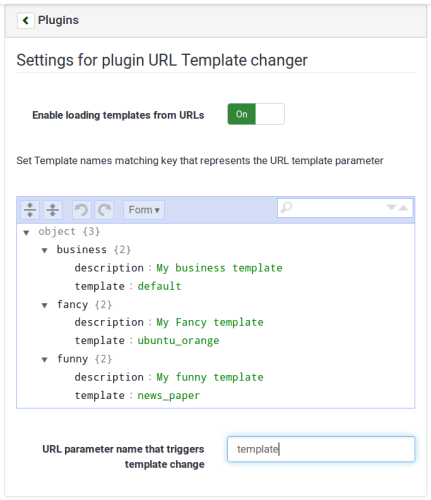 Plugins
Settings for plugin URL Template changer
Enable loading templates from URLs
On
Set Template names matching key that represents the URL template parameter
Form ▾
object {3}
business {2}
description : My business template
template : default
fancy {2}
description : My Fancy template
template : ubuntu_orange
funny {2}
description : My funny template
template : news_paper
URL parameter name that triggers
template change
template